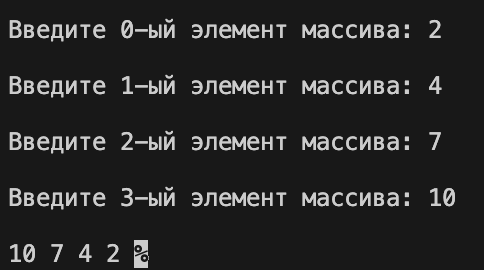 Введите 0-ый элемент массива: 2
Введите 1-ый элемент массива: 4
Введите 2-ый элемент массива: 7
Введите 3-ый элемент массива: 10
10 7 4 2 %